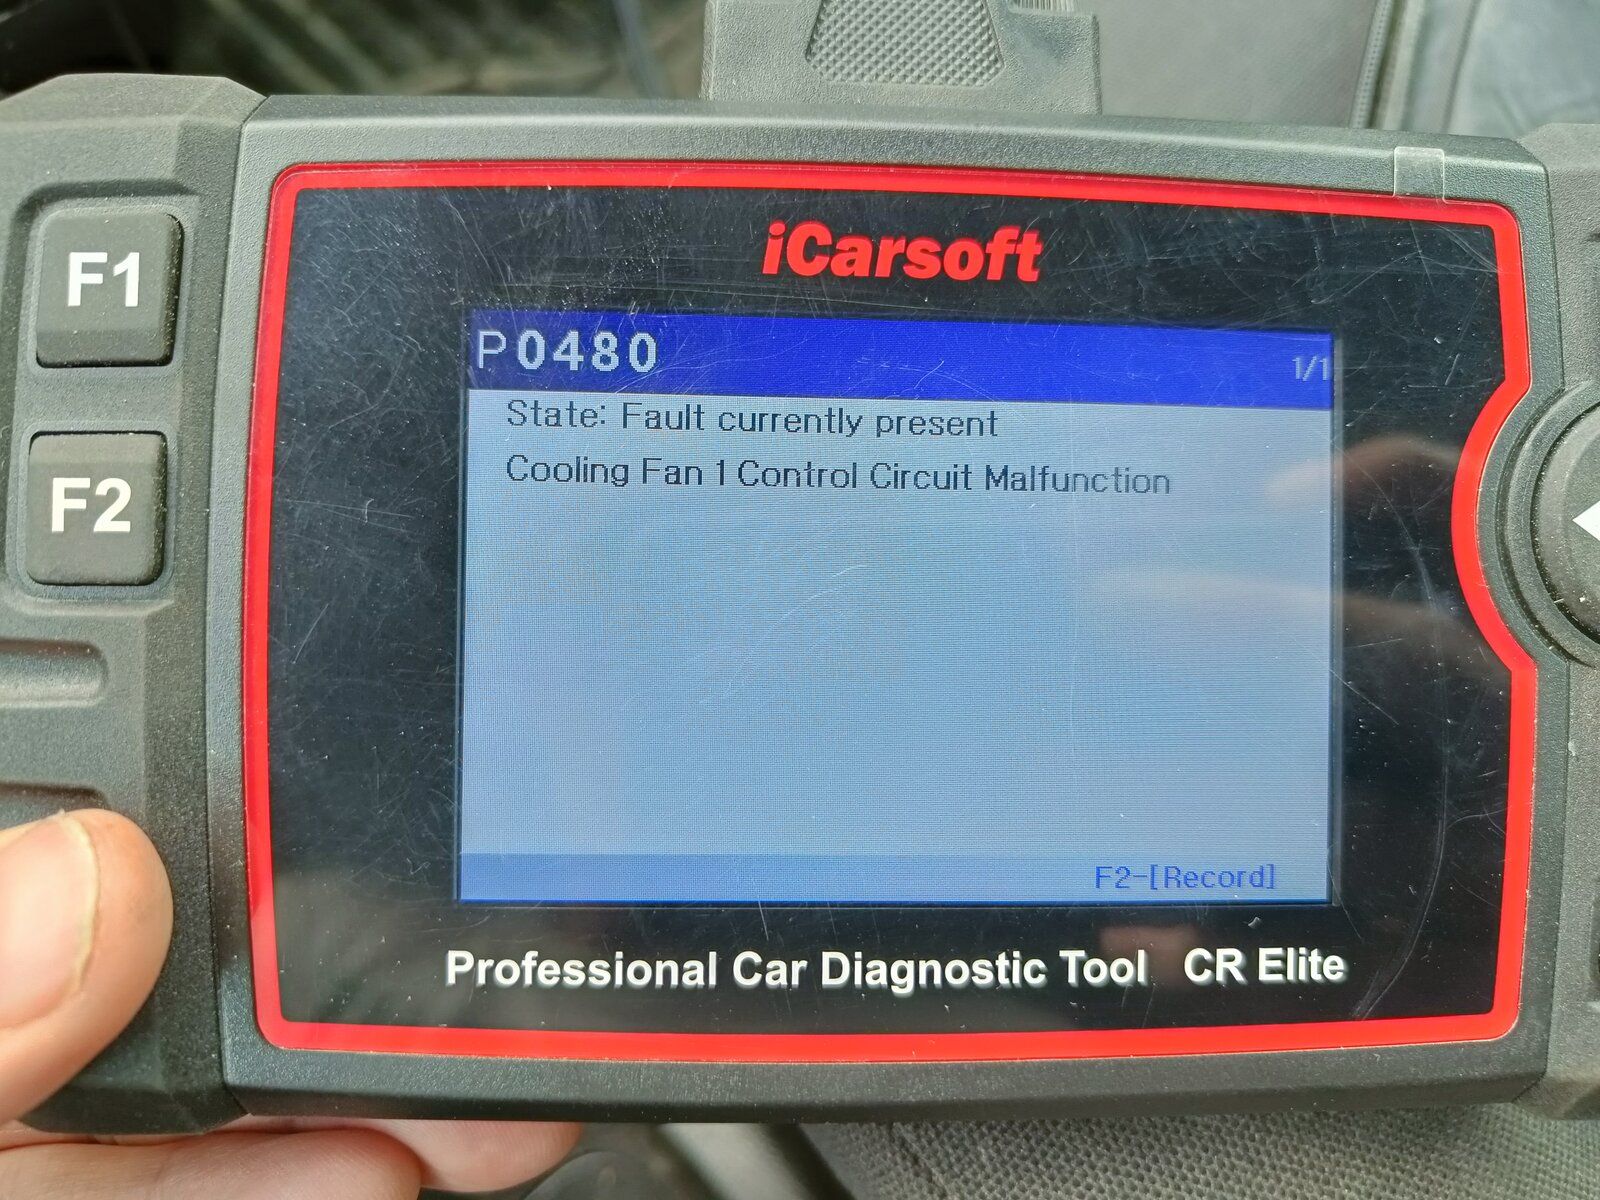 iCarsoft
F1
P0480
1/1
State: Fault currently present
Cooling Fan 1 Control Circuit Malfunction
F2
F2-[Record]
Professional Car Diagnostic Tool CR Elite